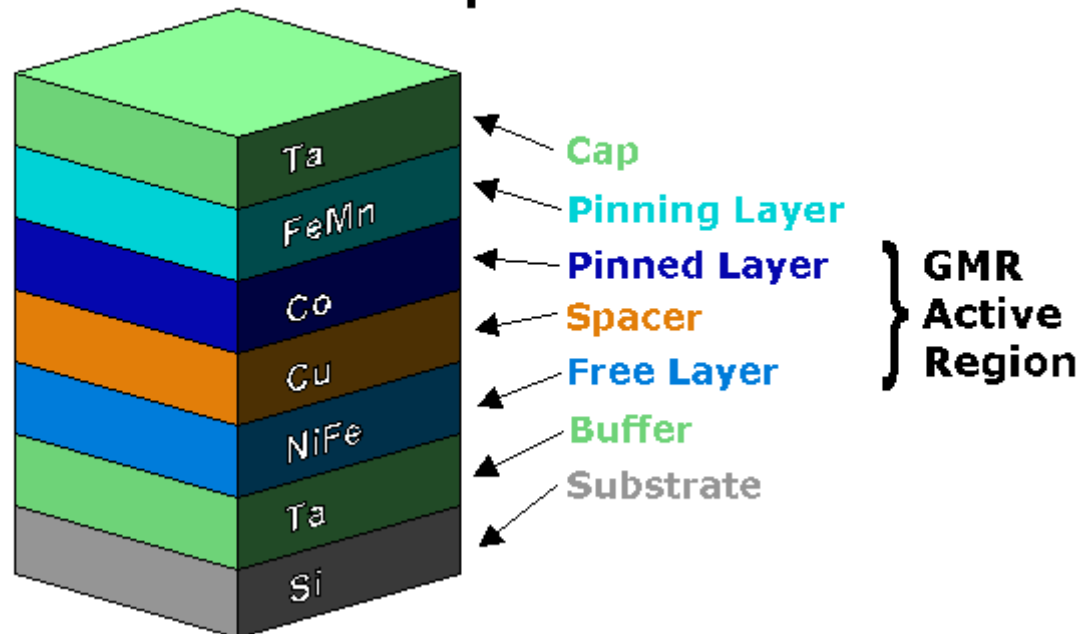 Ta
FeMn
Co
Cu
NiFe
Ta
Si
Cap
Pinning Layer
Pinned Layer
Spacer
Free Layer
Buffer
Substrate
GMR
Active
Region